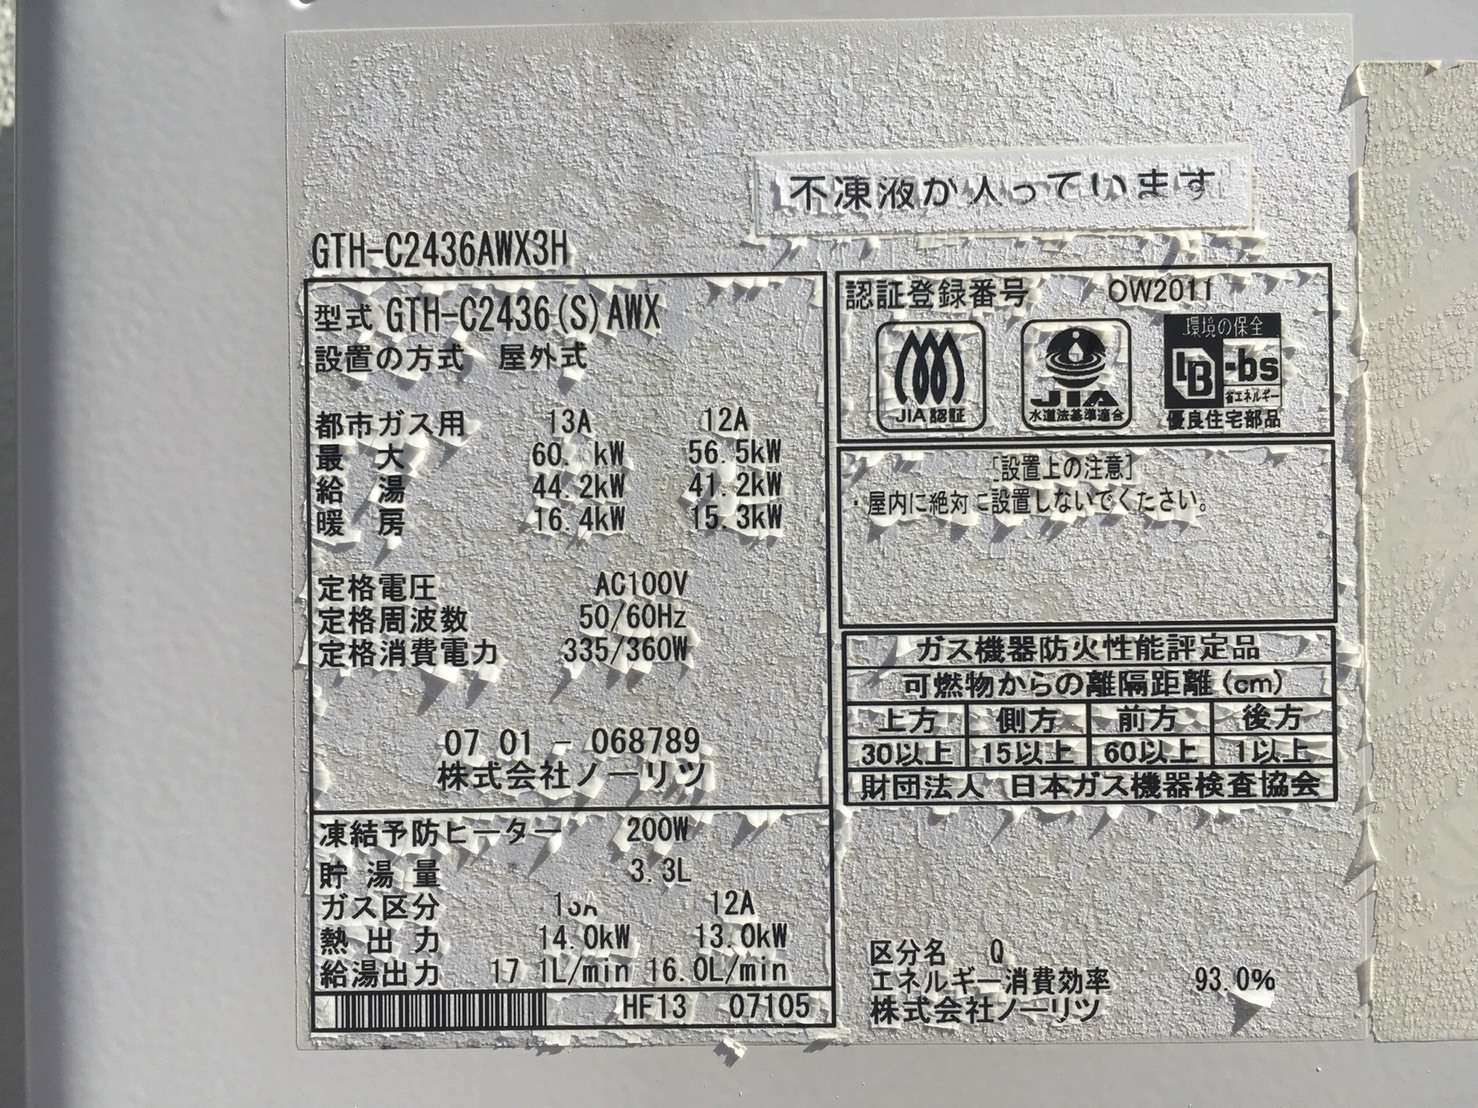 不凍液が入っています
GTH-C2436AWX3H
型式 GTH-C2436(S)AWX
設置の方式 屋外式
都市ガス用 13A 12A
最大 60. kW 56.5kW
給湯 44.2kW 41.2kW
暖房 16.4kW 15.3kW
定格電圧 AC100V
定格周波数 50/60Hz
定格消費電力 335/360W
07 01 - 068789
株式会社ノーリツ
凍結予防ヒーター 200W
貯湯量 3.3L
ガス区分 13A 12A
熱出力 14.0kW 13.0kW
給湯出力 17 1L/min 16.0L/min
HF13 07105
認証登録番号 OW2011
JIA認証
JIA
水道法基準適合
環境の保全
BL-bs
省エネルギー
優良住宅部品
[設置上の注意]
・屋内に絶対に設置しないでください。
ガス機器防火性能評定品
可燃物からの離隔距離(cm)
上方 側方 前方 後方
30以上 15以上 60以上 1以上
財団法人 日本ガス機器検査協会
区分名 Q
エネルギー消費効率 93.0%
株式会社ノーリツ